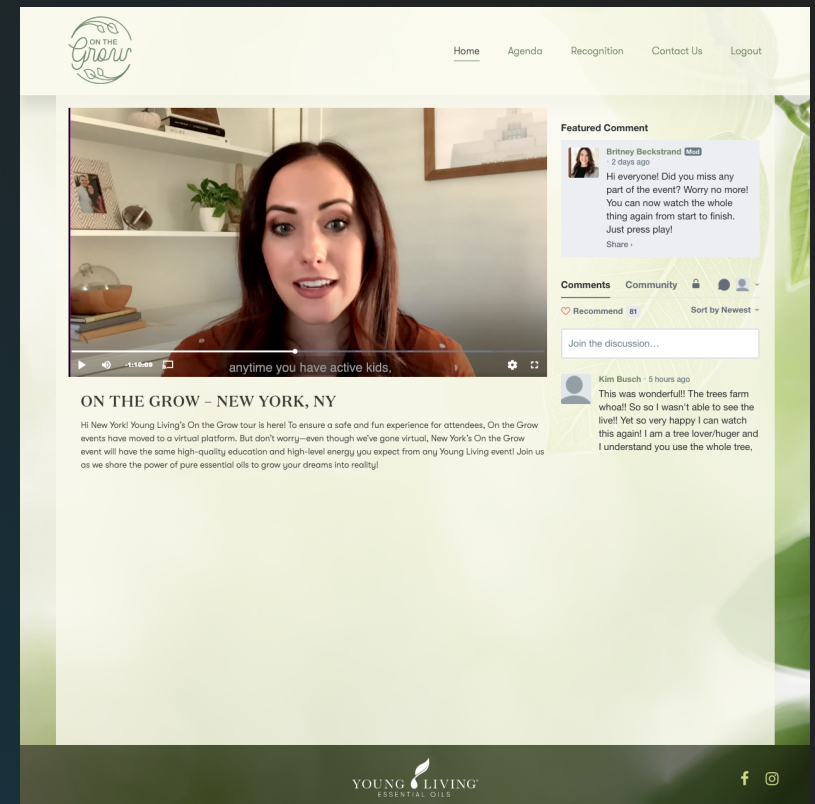 ON THE
Grow
Home
Agenda
Recognition
Contact Us
Logout
-1:16:09
anytime you have active kids,
ON THE GROW – NEW YORK, NY
Hi New York! Young Living's On the Grow tour is here! To ensure a safe and fun experience for attendees, On the Grow
events have moved to a virtual platform. But don't worry—even though we've gone virtual, New York's On the Grow
event will have the same high-quality education and high-level energy you expect from any Young Living event! Join us
as we share the power of pure essential oils to grow your dreams into reality!
Featured Comment
Britney Beckstrand Mod
· 2 days ago
Hi everyone! Did you miss any
part of the event? Worry no more!
You can now watch the whole
thing again from start to finish.
Just press play!
Share ›
Comments
Community
Recommend 81
Sort by Newest
Join the discussion…
Kim Busch · 5 hours ago
This was wonderful!! The trees farm
whoa!! So so I wasn't able to see the
live!! Yet so very happy I can watch
this again! I am a tree lover/huger and
I understand you use the whole tree,
YOUNG LIVING
ESSENTIAL OILS